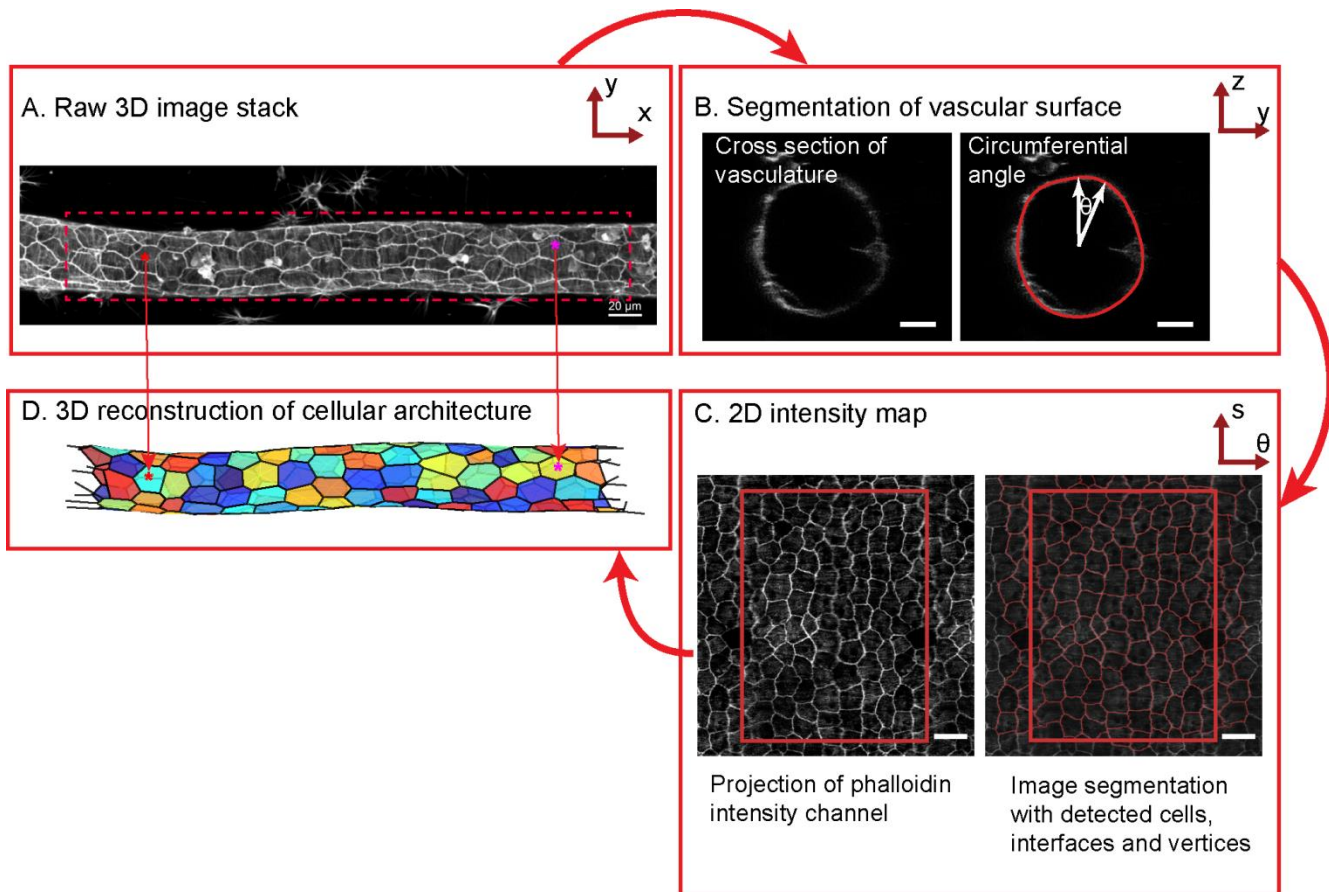 A. Raw 3D image stack
y
x
20 μm
B. Segmentation of vascular surface
z
y
Cross section of
vasculature
Circumferential
angle
θ
D. 3D reconstruction of cellular architecture
C. 2D intensity map
s
θ
Projection of phalloidin
intensity channel
Image segmentation
with detected cells,
interfaces and vertices